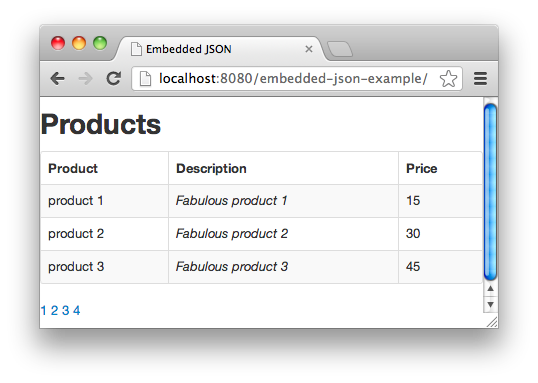 Embedded JSON
localhost:8080/embedded-json-example/
Products
Product Description Price
product 1 Fabulous product 1 15
product 2 Fabulous product 2 30
product 3 Fabulous product 3 45
1 2 3 4